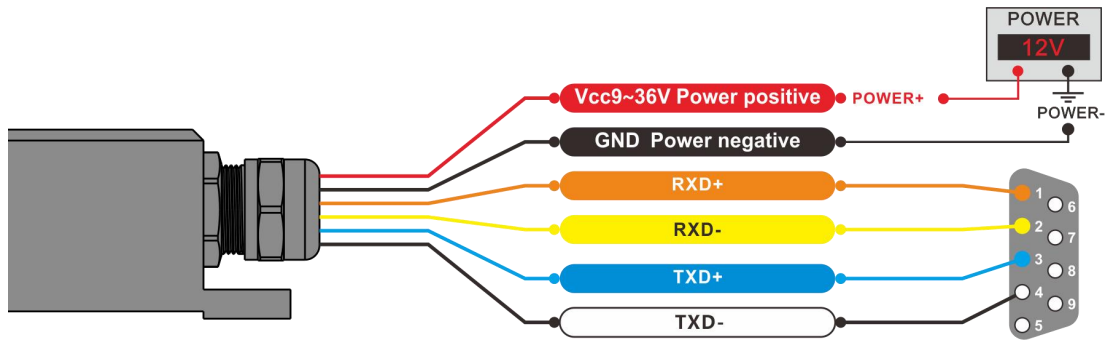 POWER
12V
Vcc9~36V Power positive
POWER+
POWER-
GND Power negative
RXD+
RXD-
TXD+
TXD-
1
6
2
7
3
8
4
9
5